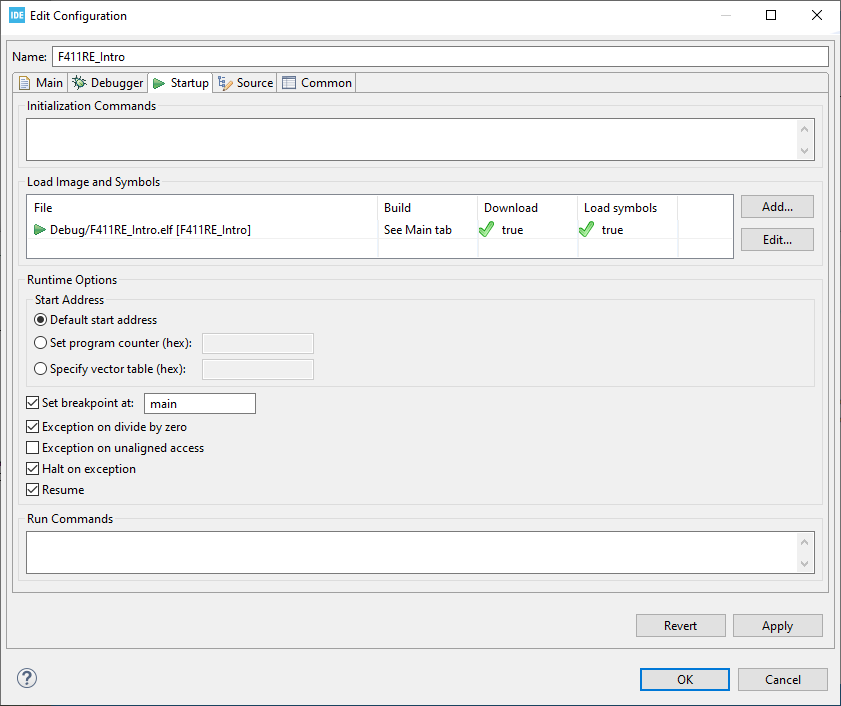 IDE Edit Configuration
Name: F411RE_Intro
Main Debugger Startup Source Common
Initialization Commands
Load Image and Symbols
File Build Download Load symbols
Debug/F411RE_Intro.elf [F411RE_Intro] See Main tab true true
Add...
Edit...
Runtime Options
Start Address
Default start address
Set program counter (hex):
Specify vector table (hex):
Set breakpoint at: main
Exception on divide by zero
Exception on unaligned access
Halt on exception
Resume
Run Commands
Revert Apply
? OK Cancel